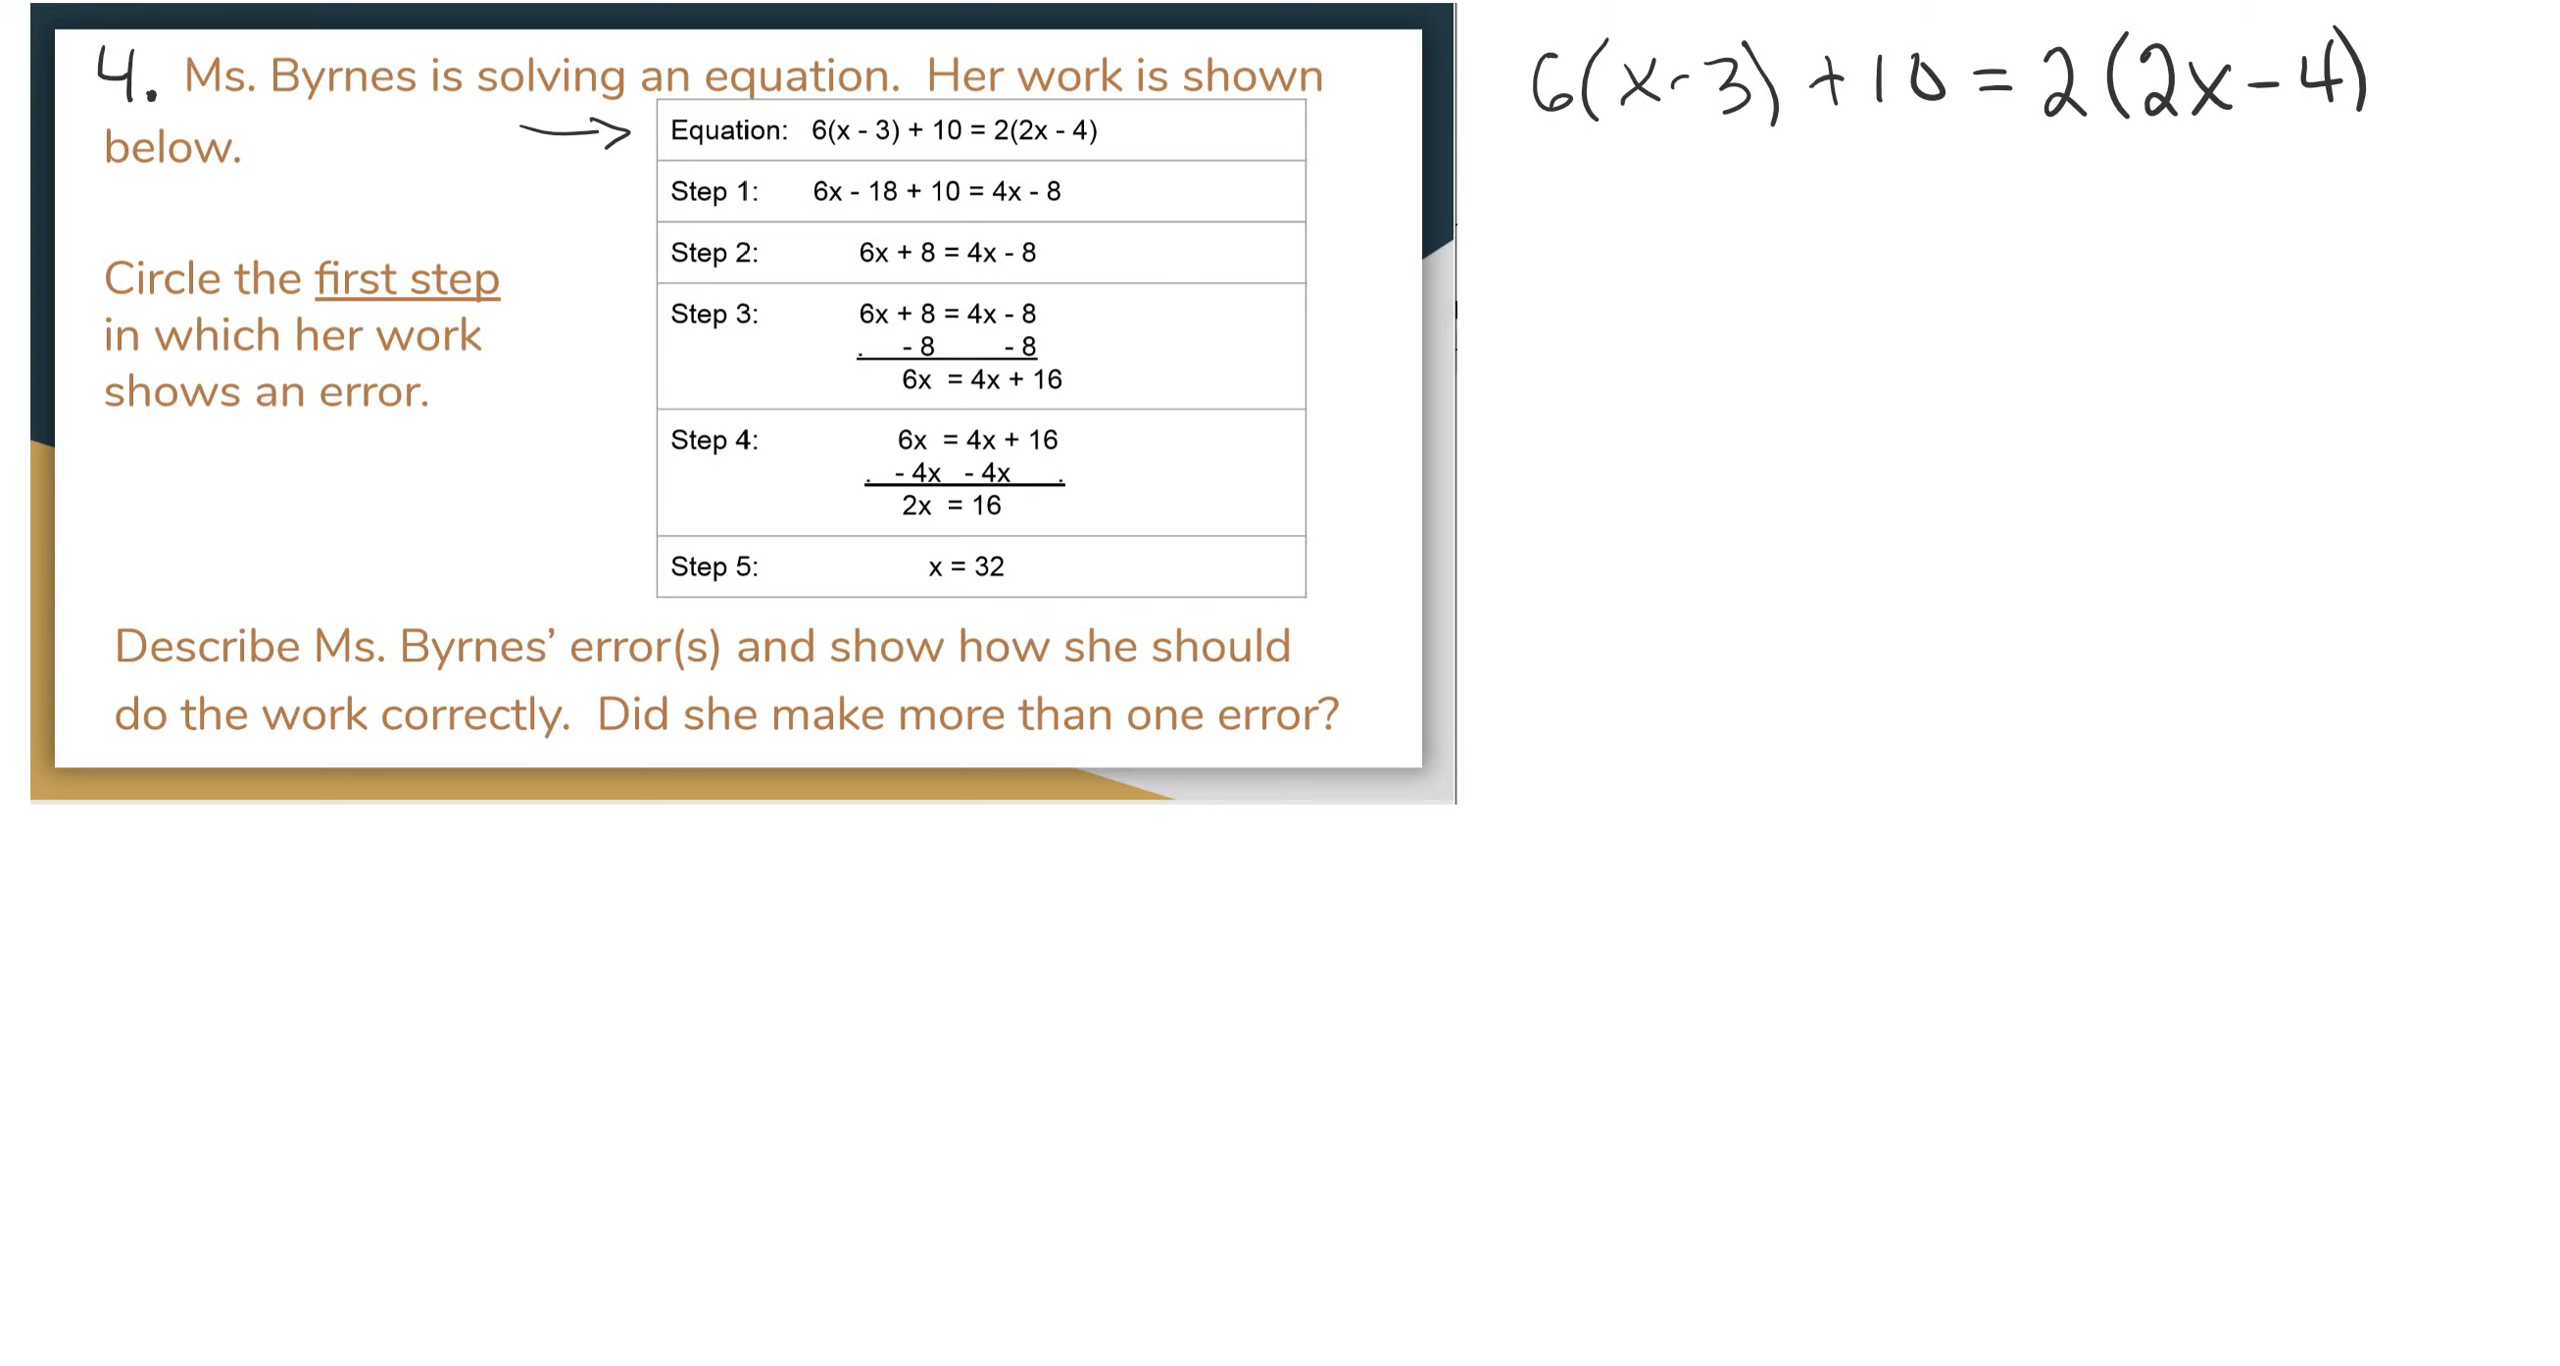 4. Ms. Byrnes is solving an equation. Her work is shown
below.
Equation: 6(x - 3) + 10 = 2(2x - 4)
Step 1: 6x - 18 + 10 = 4x - 8
Step 2: 6x + 8 = 4x - 8
Step 3: 6x + 8 = 4x - 8
- 8 - 8
6x = 4x + 16
Step 4: 6x = 4x + 16
- 4x - 4x
2x = 16
Step 5: x = 32
Circle the first step
in which her work
shows an error.
Describe Ms. Byrnes’ error(s) and show how she should
do the work correctly. Did she make more than one error?
6(x-3) +10 = 2(2x-4)